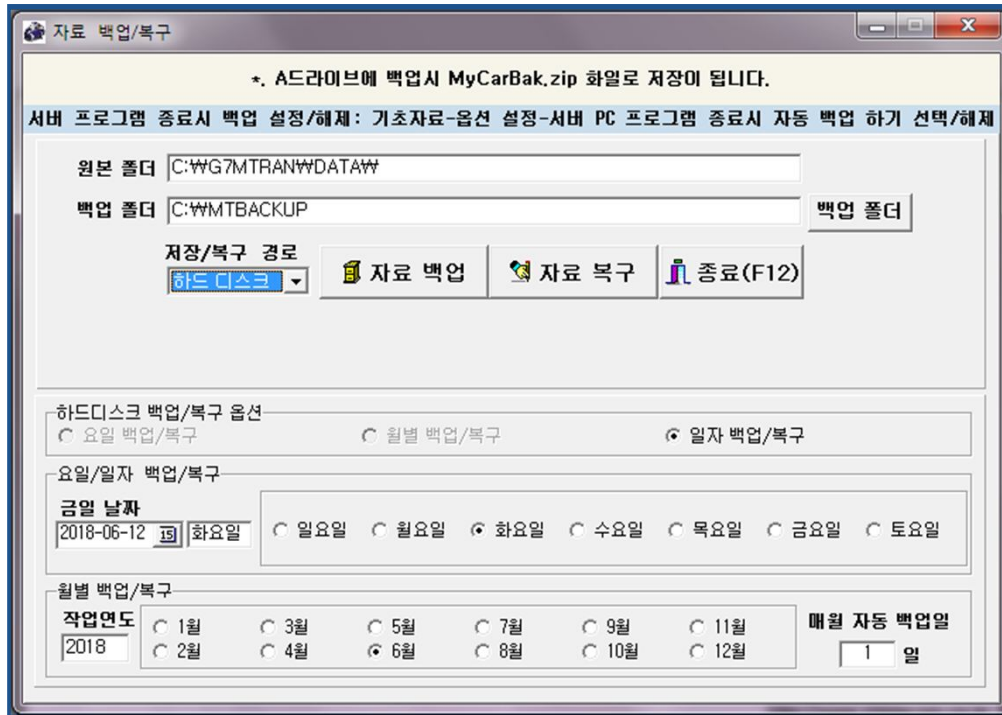 자료 백업/복구
*. A드라이브에 백업시 MyCarBak.zip 화일로 저장이 됩니다.
서버 프로그램 종료시 백업 설정/해제: 기초자료-옵션 설정-서버 PC 프로그램 종료시 자동 백업 하기 선택/해제
원본 폴더 C:₩G7MTRAN₩DATA₩
백업 폴더 C:₩MTBACKUP 백업 폴더
저장/복구 경로
하드 디스크 자료 백업 자료 복구 종료(F12)
하드디스크 백업/복구 옵션
요일 백업/복구 월별 백업/복구 일자 백업/복구
요일/일자 백업/복구
금일 날짜
2018-06-12 15 화요일 일요일 월요일 화요일 수요일 목요일 금요일 토요일
월별 백업/복구
작업연도 1월 3월 5월 7월 9월 11월 매월 자동 백업일
2018 2월 4월 6월 8월 10월 12월 1 일